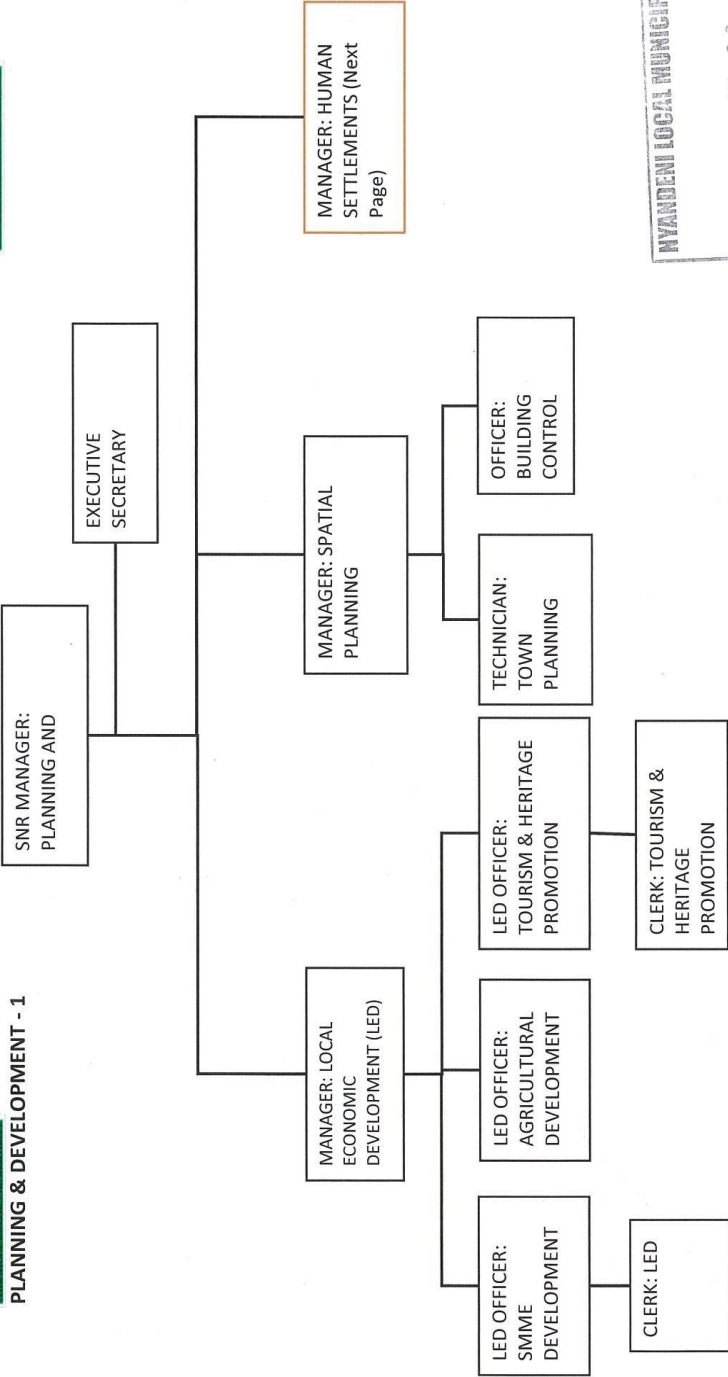 PLANNING & DEVELOPMENT - 1
SNR MANAGER:
PLANNING AND
EXECUTIVE
SECRETARY
MANAGER: LOCAL
ECONOMIC
DEVELOPMENT (LED)
MANAGER: SPATIAL
PLANNING
MANAGER: HUMAN
SETTLEMENTS (Next
Page)
LED OFFICER:
SMME
DEVELOPMENT
LED OFFICER:
AGRICULTURAL
DEVELOPMENT
LED OFFICER:
TOURISM & HERITAGE
PROMOTION
TECHNICIAN:
TOWN
PLANNING
OFFICER:
BUILDING
CONTROL
CLERK: LED
CLERK: TOURISM &
HERITAGE
PROMOTION
NYANDENI LOCAL